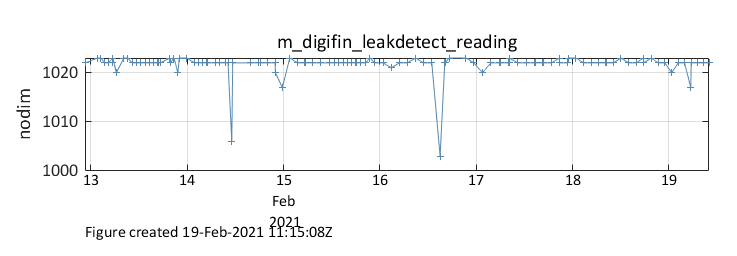 m_digifin_leakdetect_reading
nodim
1020
1010
1000
13 14 15 16 17 18 19
Feb
2021
Figure created 19-Feb-2021 11:15:08Z